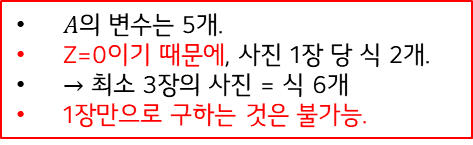 • A의 변수는 5개.
• Z=0이기 때문에, 사진 1장 당 식 2개.
• → 최소 3장의 사진 = 식 6개
• 1장만으로 구하는 것은 불가능.